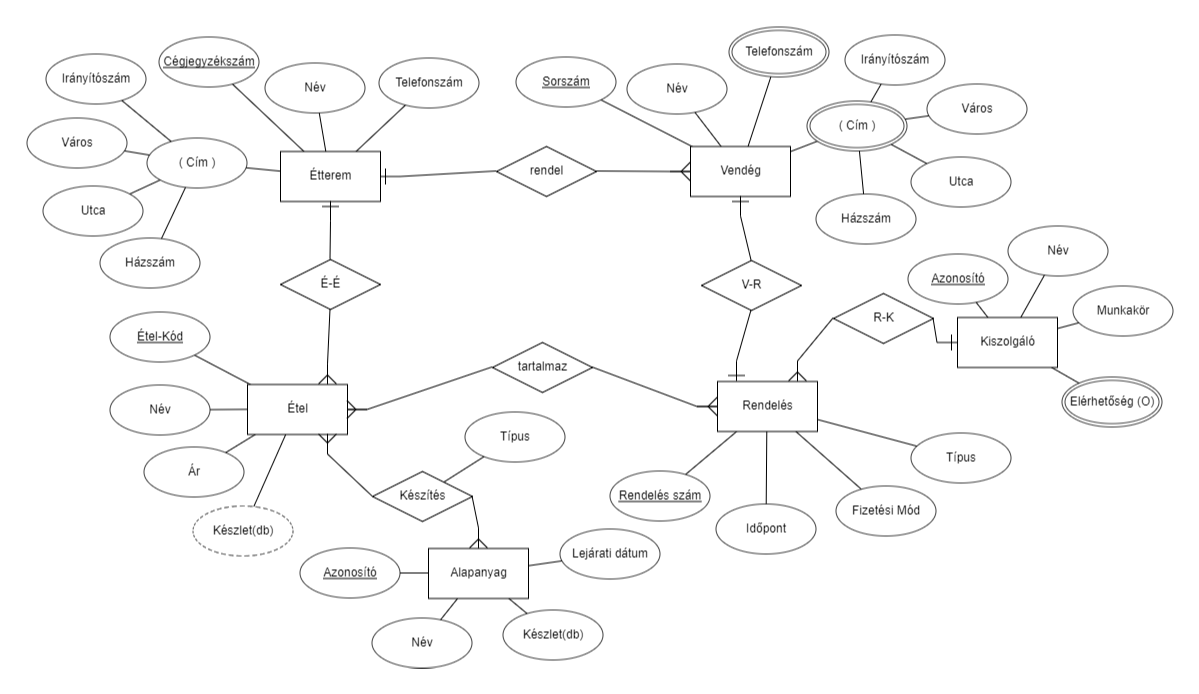 Telefonszám
Irányítószám
Cégjegyzékszám
Irányítószám
Név
Telefonszám
Sorszám
Név
Város
( Cím )
Város
( Cím )
Étterem
rendel
Vendég
Utca
Utca
Házszám
Házszám
Név
Azonosító
É-É
V-R
Munkakör
R-K
Kiszolgáló
Étel-Kód
tartalmaz
Elérhetőség (O)
Név
Étel
Rendelés
Típus
Típus
Ár
Készítés
Rendelés szám
Fizetési Mód
Készlet(db)
Időpont
Lejárati dátum
Azonosító
Alapanyag
Név
Készlet(db)